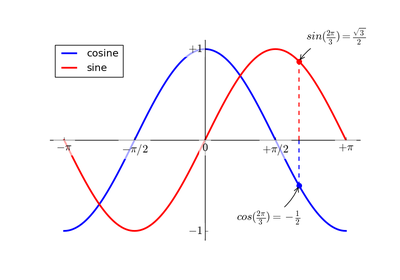 sin(2π/3) = √3/2
+1
cosine
sine
−π
−π/2
0
+π/2
+π
cos(2π/3) = −1/2
−1